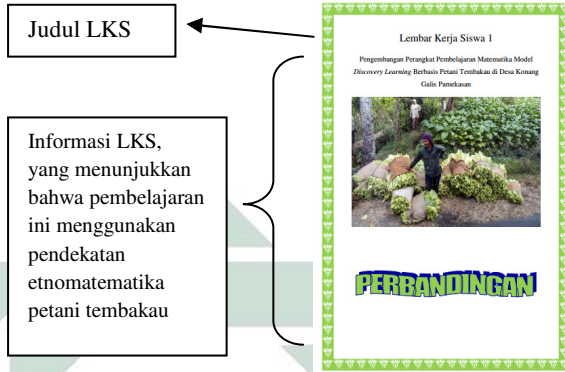 Judul LKS
Informasi LKS,
yang menunjukkan
bahwa pembelajaran
ini menggunakan
pendekatan
etnomatematika
petani tembakau
Lembar Kerja Siswa 1
Pengembangan Perangkat Pembelajaran Matematika Model
Discovery Learning Berbasis Petani Tembakau di Desa Konang
Galis Pamekasan
PERBANDINGAN